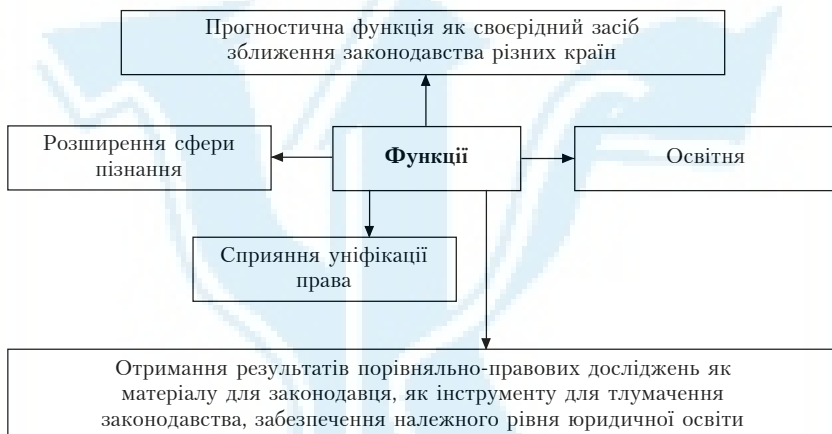 Прогностична функція як своєрідний засіб
зближення законодавства різних країн
Розширення сфери
пізнання
Функції
Освітня
Сприяння уніфікації
права
Отримання результатів порівняльно-правових досліджень як
матеріалу для законодавця, як інструменту для тлумачення
законодавства, забезпечення належного рівня юридичної освіти